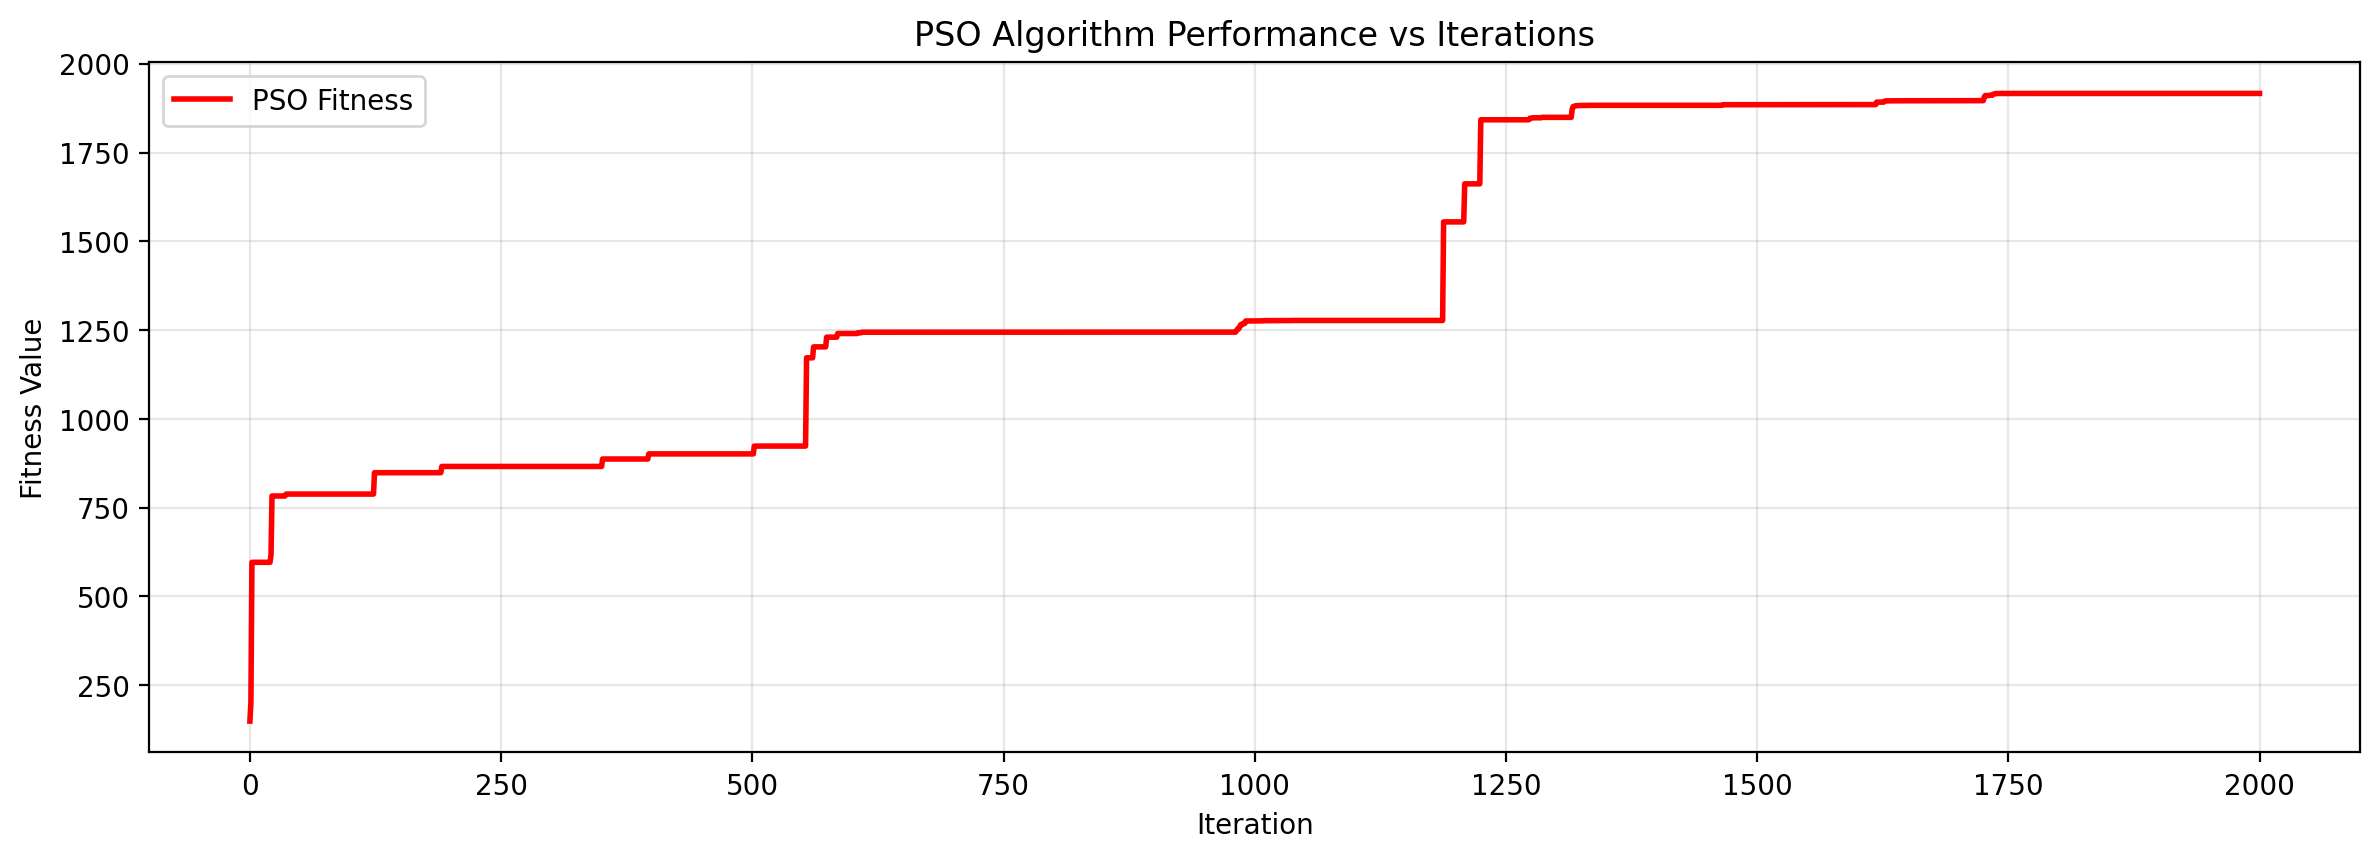 PSO Algorithm Performance vs Iterations
PSO Fitness
Fitness Value
2000
1750
1500
1250
1000
750
500
250
0 250 500 750 1000 1250 1500 1750 2000
Iteration